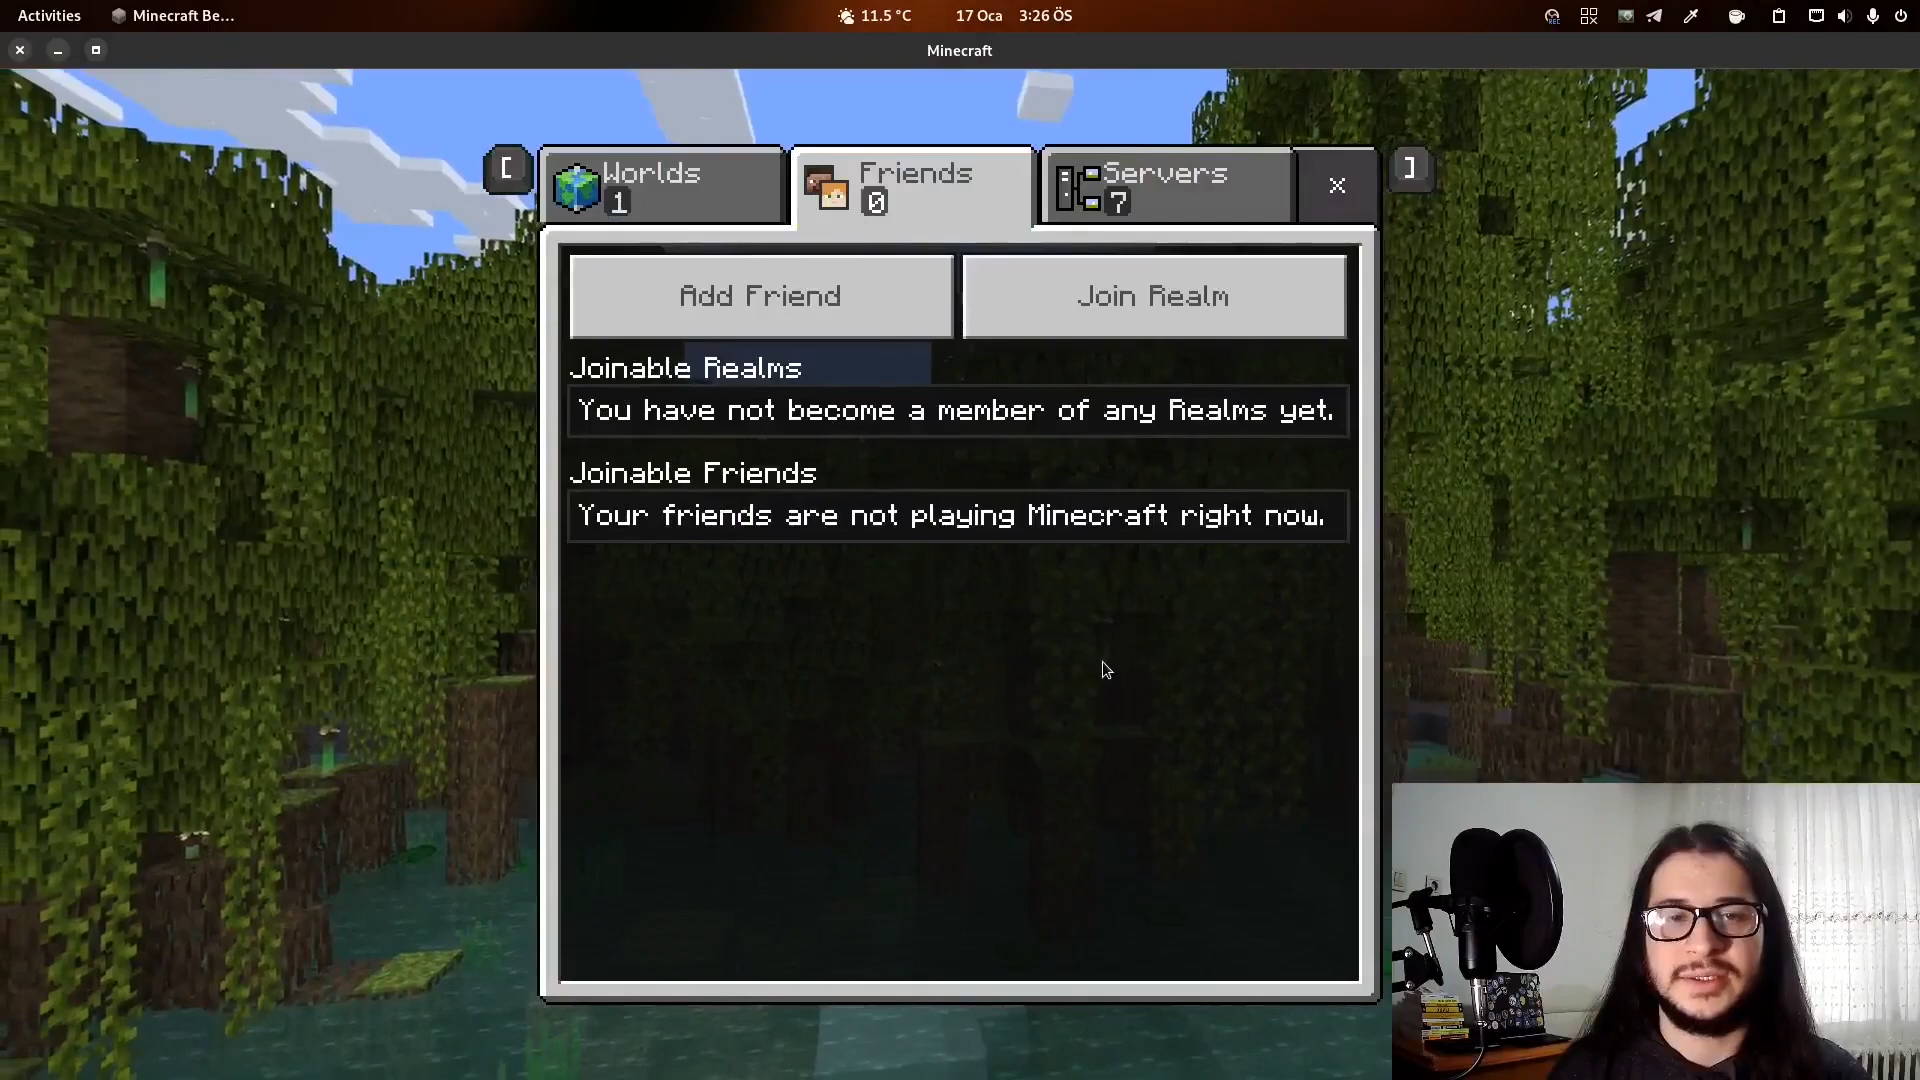 Activities
Minecraft Be...
11.5 °C
17 Oca 3:26 ÖS
REC
Minecraft
[
Worlds
1
Friends
0
Servers
7
]
Add Friend
Join Realm
Joinable Realms
You have not become a member of any Realms yet.
Joinable Friends
Your friends are not playing Minecraft right now.